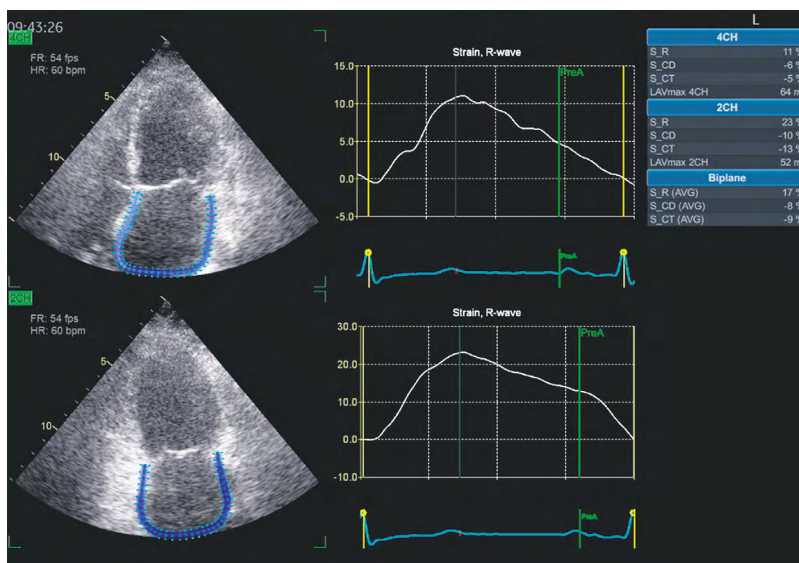 09:43:26
4CH
FR: 54 fps
HR: 60 bpm
5
10
Strain, R-wave
15.0
10.0
5.0
0.0
-5.0
PreA
PreA
2CH
FR: 54 fps
HR: 60 bpm
5
10
Strain, R-wave
30.0
20.0
10.0
0.0
-10.0
PreA
PreA
L
4CH
S_R 11
S_CD -6
S_CT -5
LAVmax 4CH 64
2CH
S_R 23
S_CD -10
S_CT -13
LAVmax 2CH 52
Biplane
S_R (AVG) 17
S_CD (AVG) -8
S_CT (AVG) -9